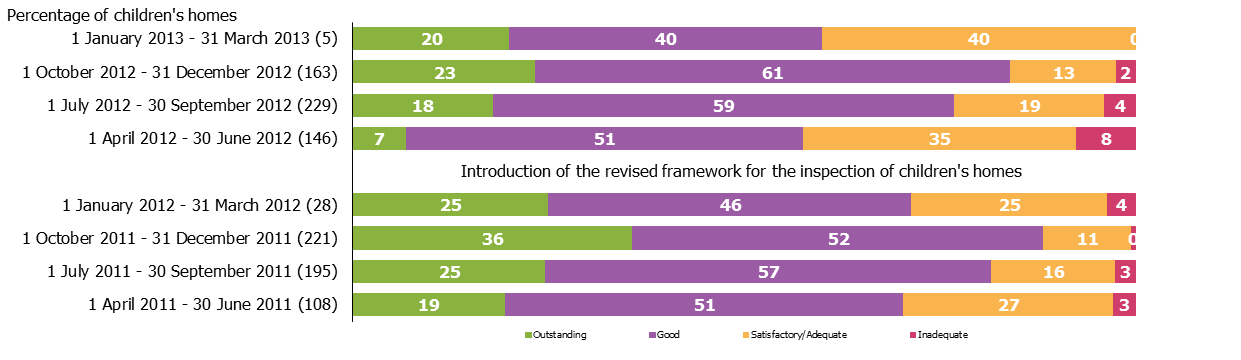 Percentage of children's homes
1 January 2013 - 31 March 2013 (5) 20 40 40 0
1 October 2012 - 31 December 2012 (163) 23 61 13 2
1 July 2012 - 30 September 2012 (229) 18 59 19 4
1 April 2012 - 30 June 2012 (146) 7 51 35 8
Introduction of the revised framework for the inspection of children's homes
1 January 2012 - 31 March 2012 (28) 25 46 25 4
1 October 2011 - 31 December 2011 (221) 36 52 11 0
1 July 2011 - 30 September 2011 (195) 25 57 16 3
1 April 2011 - 30 June 2011 (108) 19 51 27 3
Outstanding Good Satisfactory/Adequate Inadequate